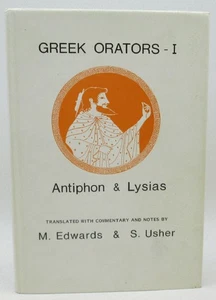 GREEK ORATORS - I
Antiphon & Lysias
TRANSLATED WITH COMMENTARY AND NOTES BY
M. Edwards & S. Usher